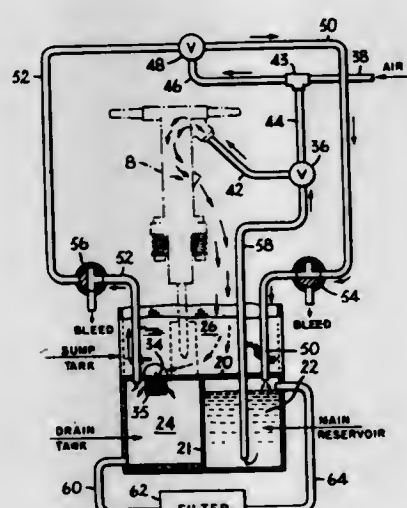 50
52
V
48
46
43
38
AIR
44
8
V
36
42
58
56
52
54
BLEED
BLEED
SUMP
TANK
26
34
20
50
35
22
24
DRAIN
TANK
21
MAIN
RESERVOIR
60
62
FILTER
64